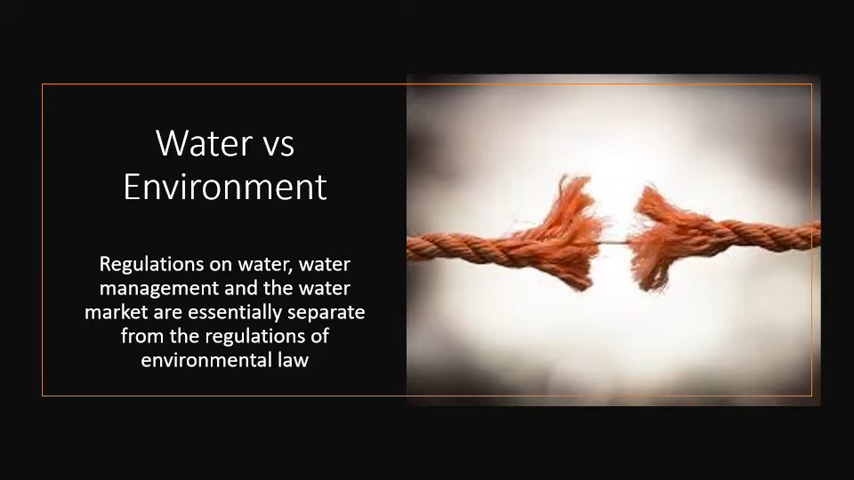 Water vs
Environment
Regulations on water, water
management and the water
market are essentially separate
from the regulations of
environmental law